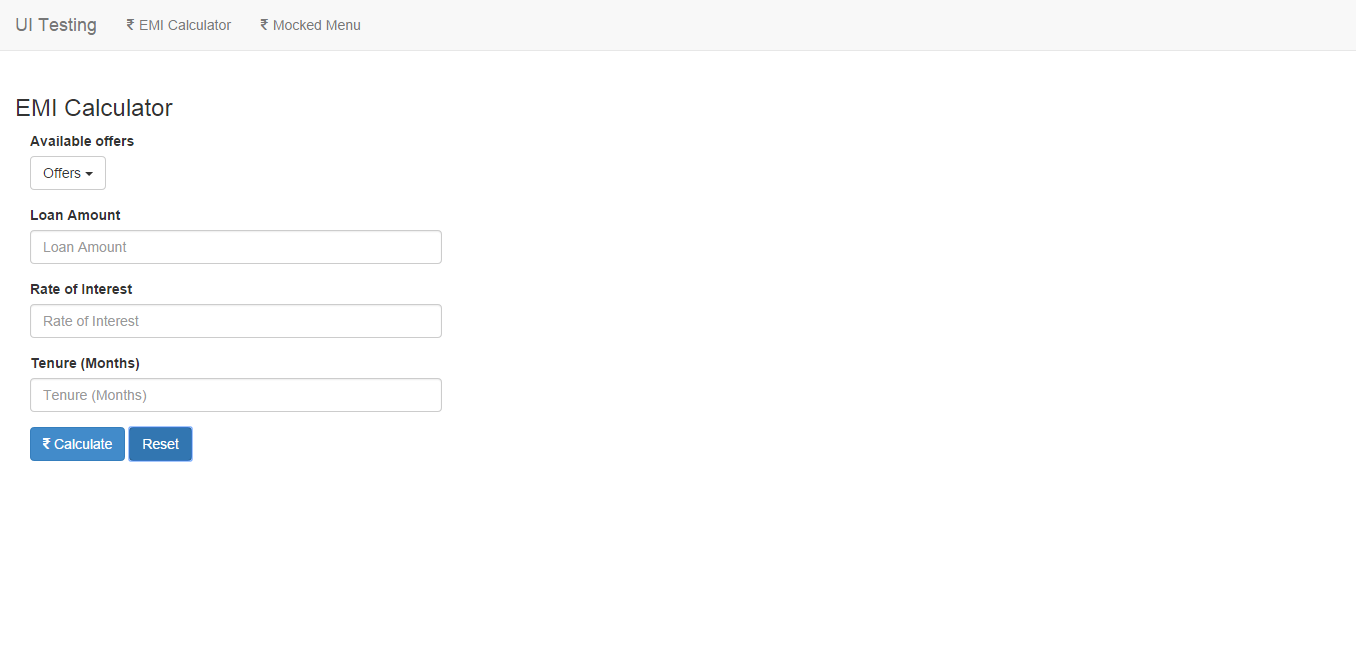 UI Testing ₹ EMI Calculator ₹ Mocked Menu
EMI Calculator
Available offers
Offers
Loan Amount
Loan Amount
Rate of Interest
Rate of Interest
Tenure (Months)
Tenure (Months)
₹ Calculate Reset